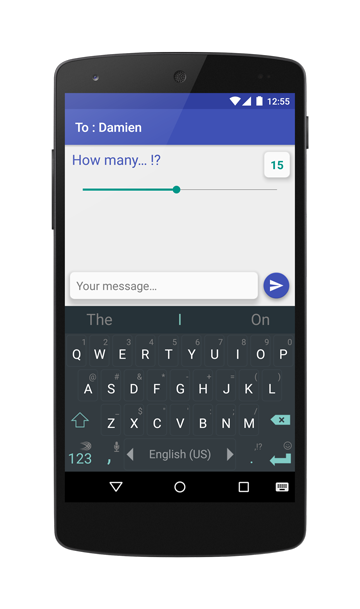 12:55
To : Damien
How many... !?
15
Your message...
The I On
1 2 3 4 5 6 7 8 9 0
Q W E R T Y U I O P
@ # & * - + = ( )
A S D F G H J K L
_ $ " ' : ; /
Z X C V B N M
,!?
123 , English (US) .